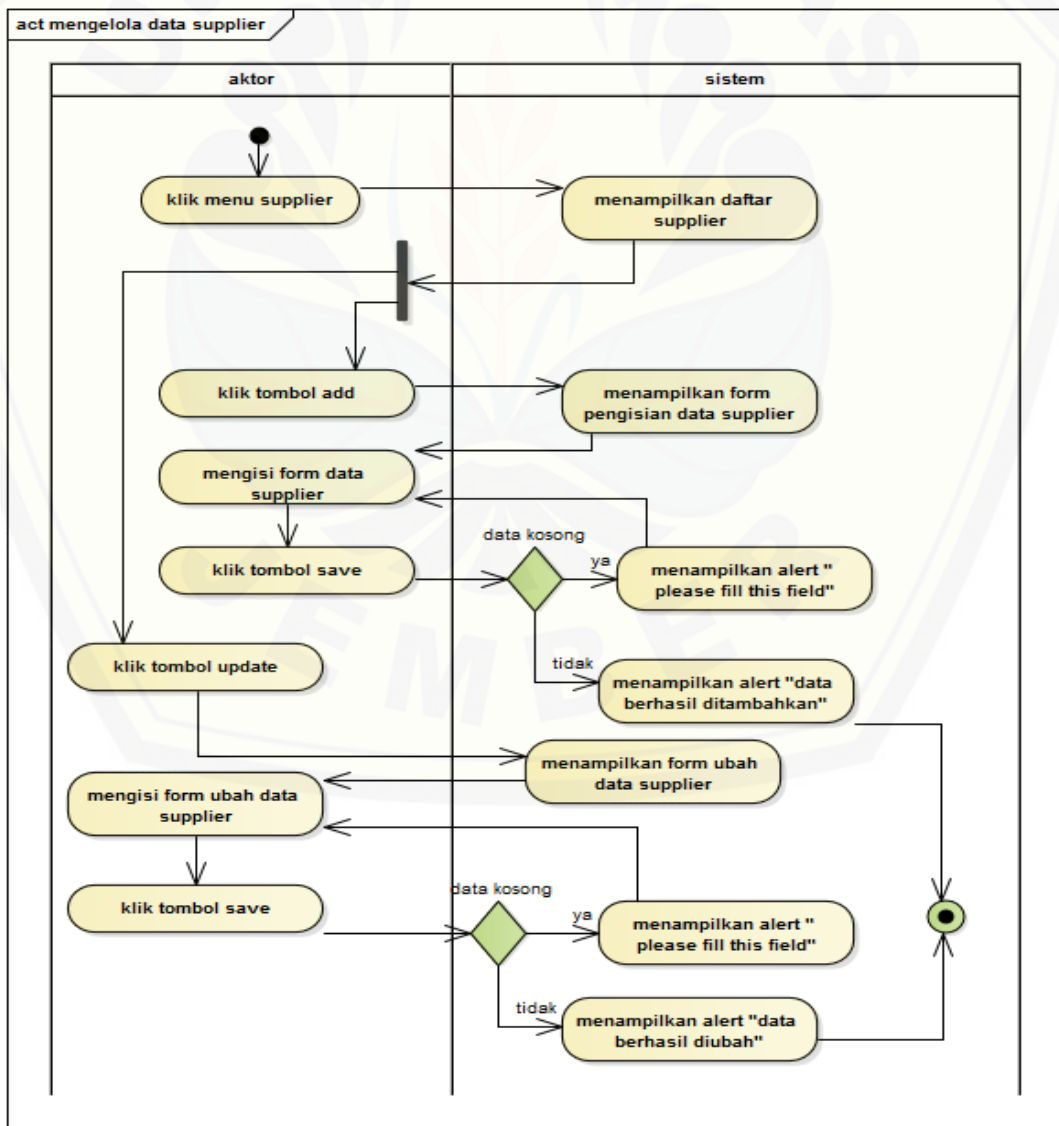 act mengelola data supplier
aktor
sistem
klik menu supplier
menampilkan daftar
supplier
klik tombol add
menampilkan form
pengisian data supplier
mengisi form data
supplier
data kosong
klik tombol save
ya
menampilkan alert "
please fill this field"
klik tombol update
tidak
menampilkan alert "data
berhasil ditambahkan"
menampilkan form ubah
data supplier
mengisi form ubah data
supplier
data kosong
klik tombol save
ya
menampilkan alert "
please fill this field"
tidak
menampilkan alert "data
berhasil diubah"